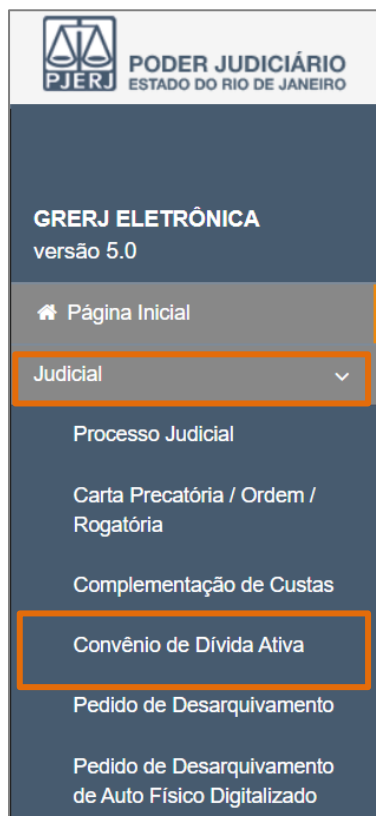 PJERJ
PODER JUDICIÁRIO
ESTADO DO RIO DE JANEIRO
GRERJ ELETRÔNICA
versão 5.0
Página Inicial
Judicial
Processo Judicial
Carta Precatória / Ordem /
Rogatória
Complementação de Custas
Convênio de Dívida Ativa
Pedido de Desarquivamento
Pedido de Desarquivamento
de Auto Físico Digitalizado